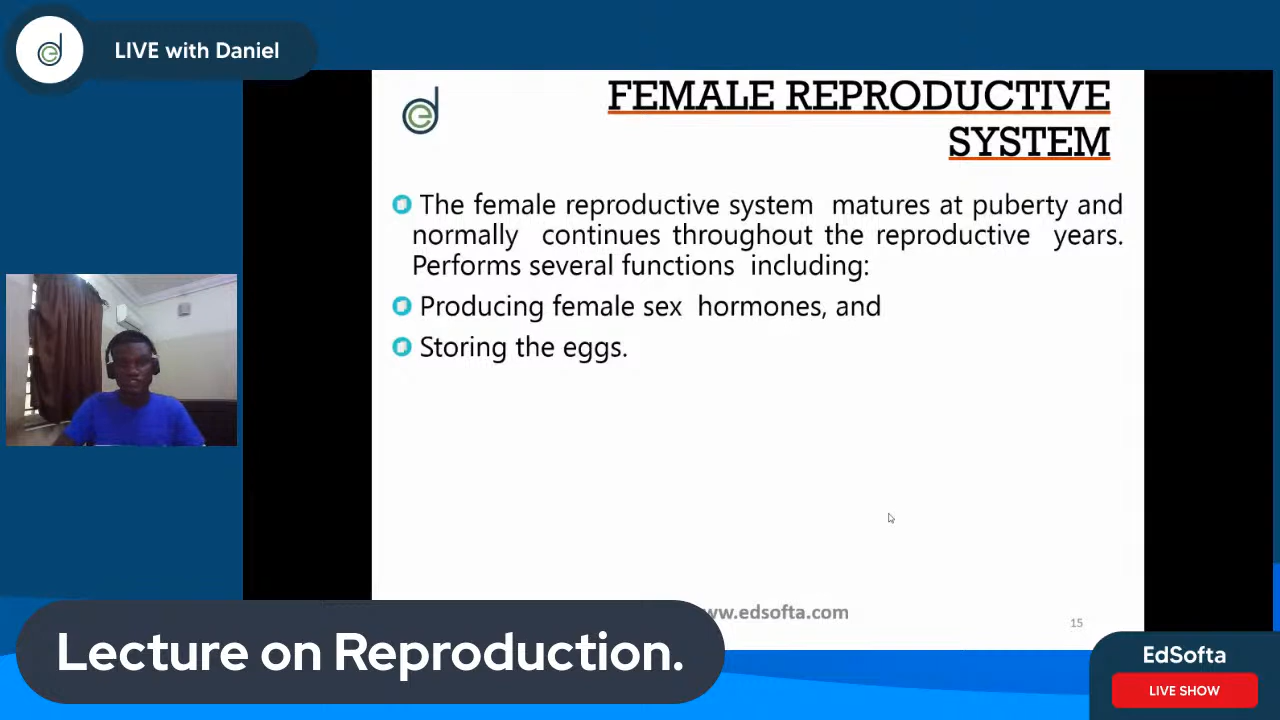 LIVE with Daniel
FEMALE REPRODUCTIVE
SYSTEM
The female reproductive system matures at puberty and
normally continues throughout the reproductive years.
Performs several functions including:
Producing female sex hormones, and
Storing the eggs.
ww.edsofta.com
15
Lecture on Reproduction.
EdSofta
LIVE SHOW